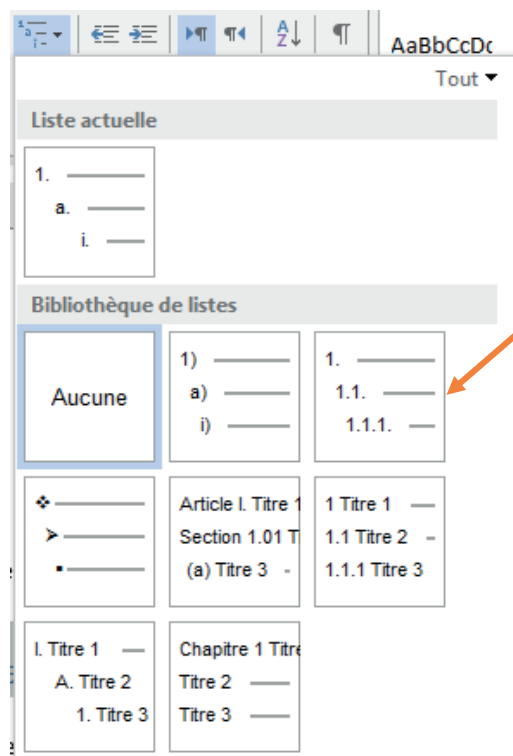 AaBbCcDc
Tout
Liste actuelle
1.
a.
i.
Bibliothèque de listes
Aucune
1)
a)
i)
1.
1.1.
1.1.1.
Article I. Titre 1
Section 1.01 T
(a) Titre 3
1 Titre 1
1.1 Titre 2
1.1.1 Titre 3
I. Titre 1
A. Titre 2
1. Titre 3
Chapitre 1 Titre
Titre 2
Titre 3